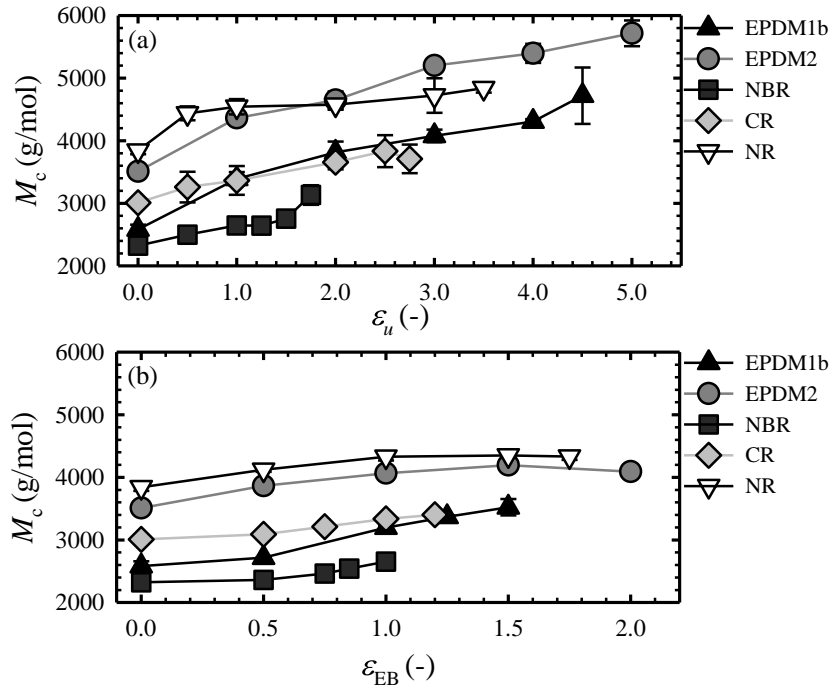 6000
(a)
5000
4000
3000
2000
M_c (g/mol)
0.0 1.0 2.0 3.0 4.0 5.0
ε_u (-)
EPDM1b
EPDM2
NBR
CR
NR
6000
(b)
5000
4000
3000
2000
M_c (g/mol)
0.0 0.5 1.0 1.5 2.0
ε_EB (-)
EPDM1b
EPDM2
NBR
CR
NR